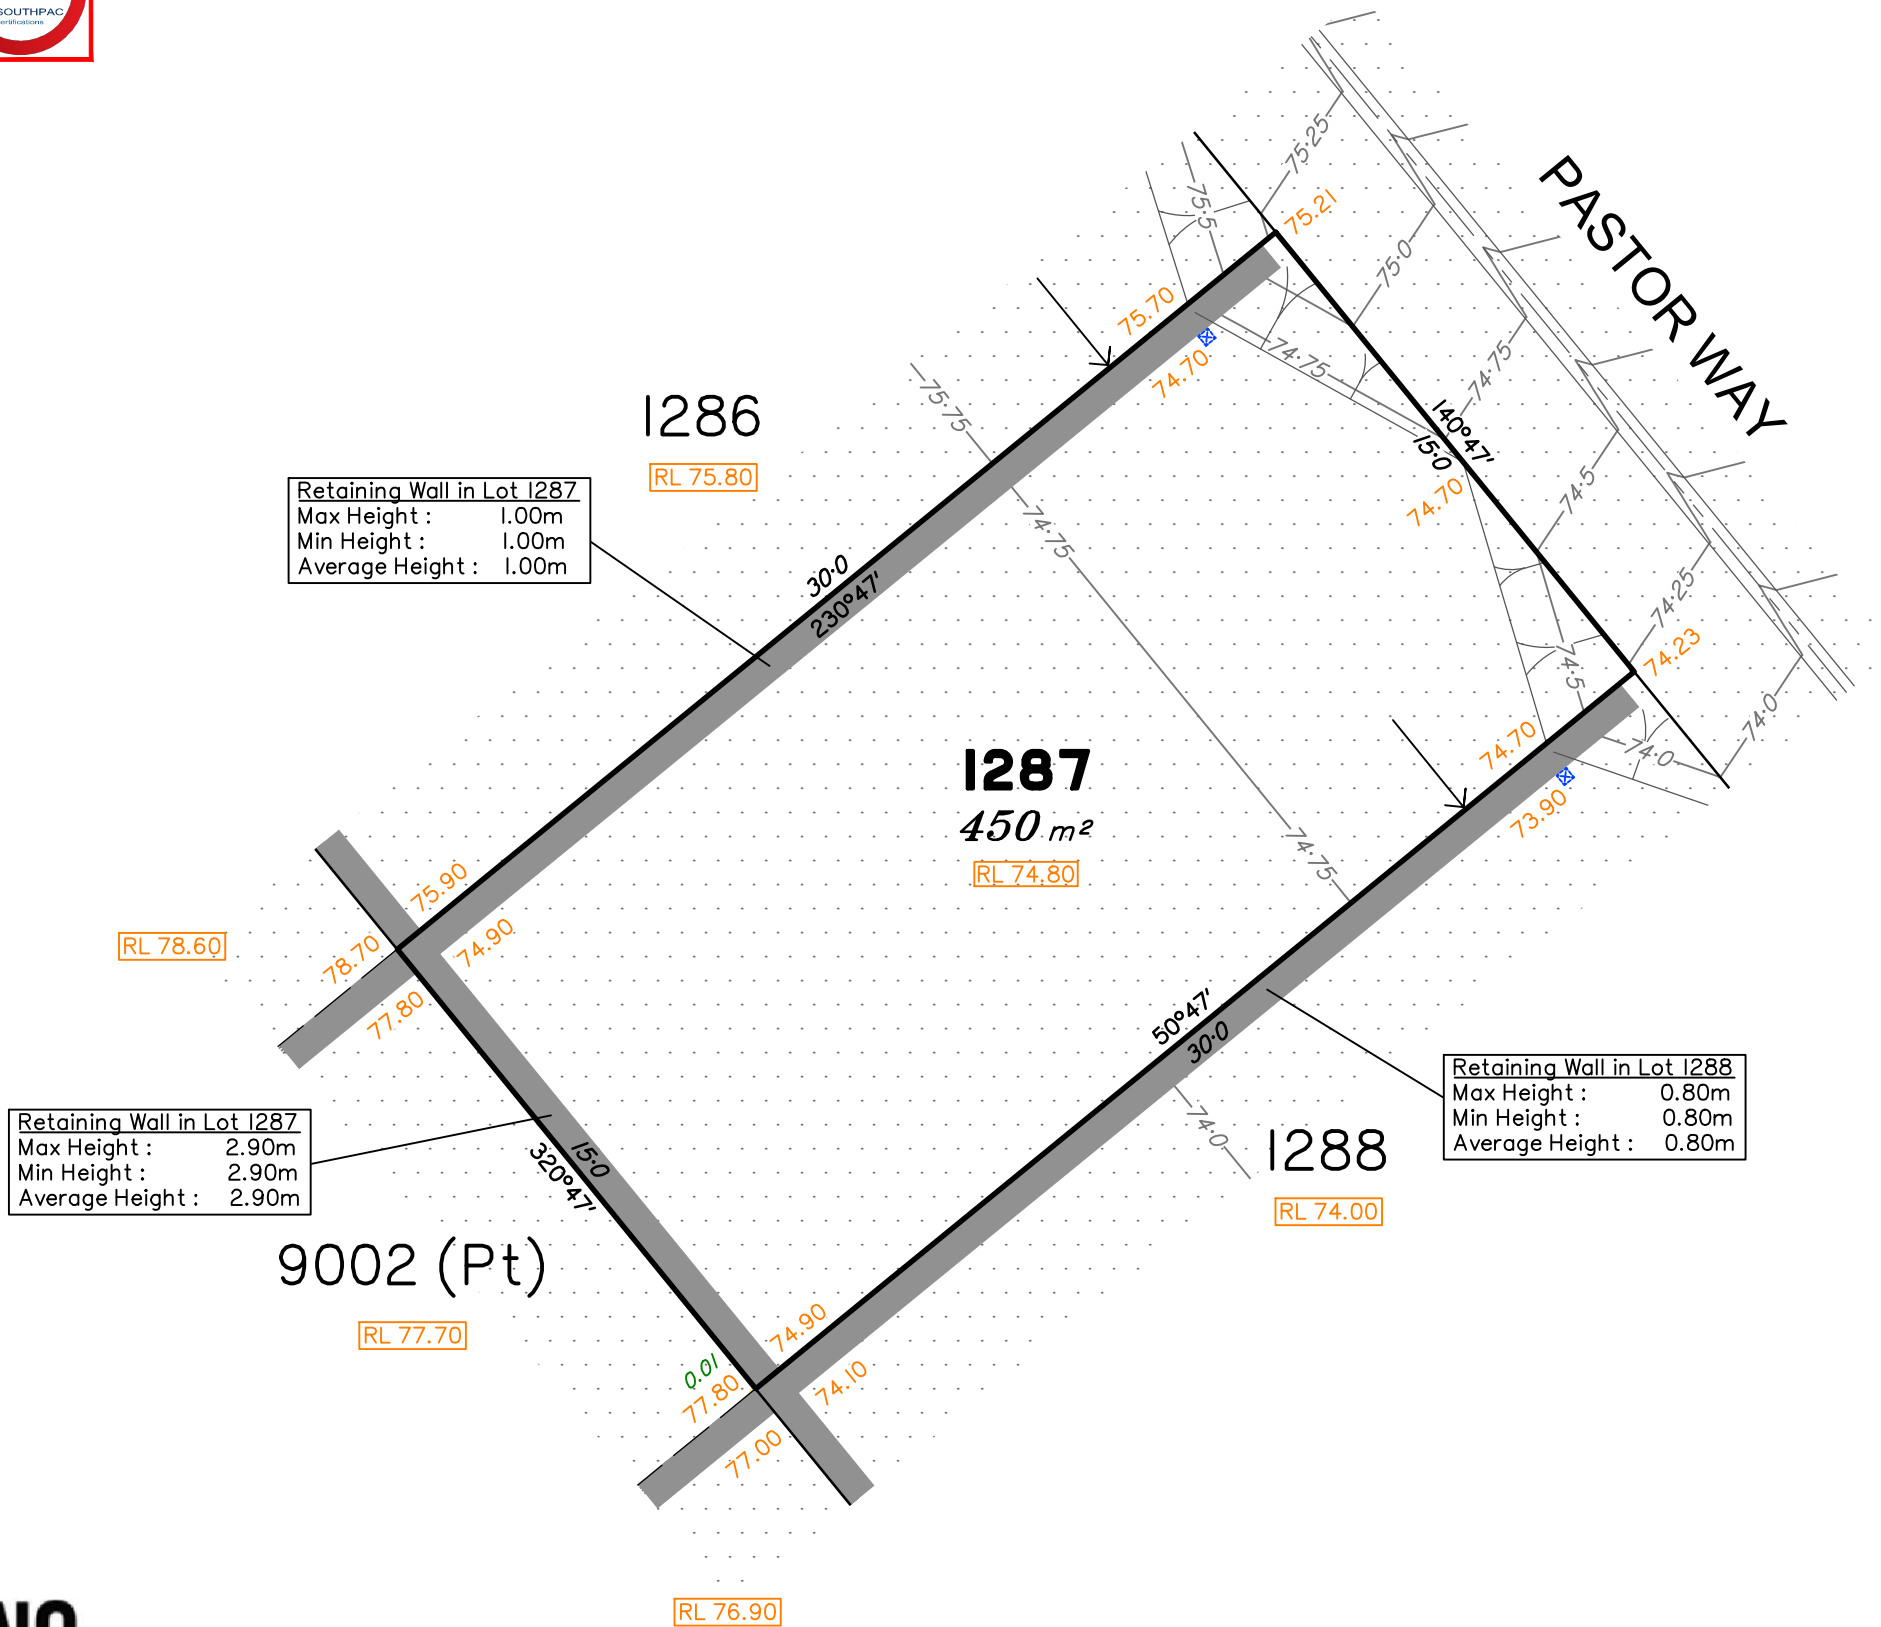 SOUTHPAC
certifications
PASTOR WAY
75·25
75·5
75.21
75·0
75.70
74.70
74·75
74·75
140°47'
15·0
74.70
74·5
74·25
74·5
74.23
74·0
74·0
1286
RL 75.80
75·75
74·75
Retaining Wall in Lot 1287
Max Height : 1.00m
Min Height : 1.00m
Average Height : 1.00m
30·0
230°47'
1287
450 m²
RL 74.80
74·75
74.70
73.90
75.90
74.90
RL 78.60
78.70
77.80
50°47'
30·0
Retaining Wall in Lot 1288
Max Height : 0.80m
Min Height : 0.80m
Average Height : 0.80m
74·0
1288
RL 74.00
Retaining Wall in Lot 1287
Max Height : 2.90m
Min Height : 2.90m
Average Height : 2.90m
15·0
320°47'
9002 (Pt)
RL 77.70
74.90
0.01
77.80
74.10
77.00
RL 76.90